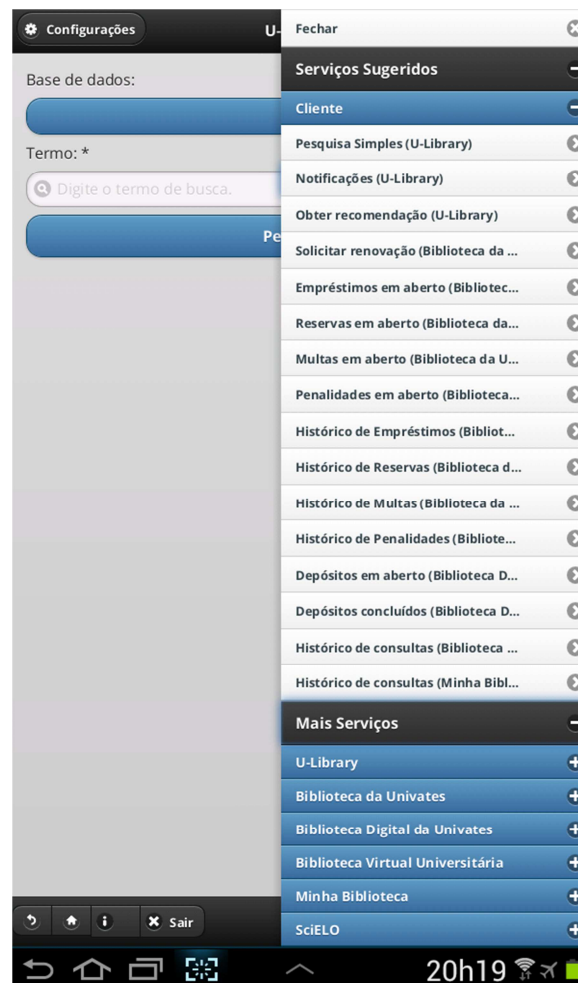 Configurações
U-
Base de dados:
Termo: *
Digite o termo de busca.
Pe
Fechar
Serviços Sugeridos
Cliente
Pesquisa Simples (U-Library)
Notificações (U-Library)
Obter recomendação (U-Library)
Solicitar renovação (Biblioteca da ...
Empréstimos em aberto (Bibliotec...
Reservas em aberto (Biblioteca da...
Multas em aberto (Biblioteca da U...
Penalidades em aberto (Biblioteca...
Histórico de Empréstimos (Bibliot...
Histórico de Reservas (Biblioteca d...
Histórico de Multas (Biblioteca da ...
Histórico de Penalidades (Bibliote...
Depósitos em aberto (Biblioteca D...
Depósitos concluídos (Biblioteca D...
Histórico de consultas (Biblioteca ...
Histórico de consultas (Minha Bibl...
Mais Serviços
U-Library
Biblioteca da Univates
Biblioteca Digital da Univates
Biblioteca Virtual Universitária
Minha Biblioteca
SciELO
Sair
20h19